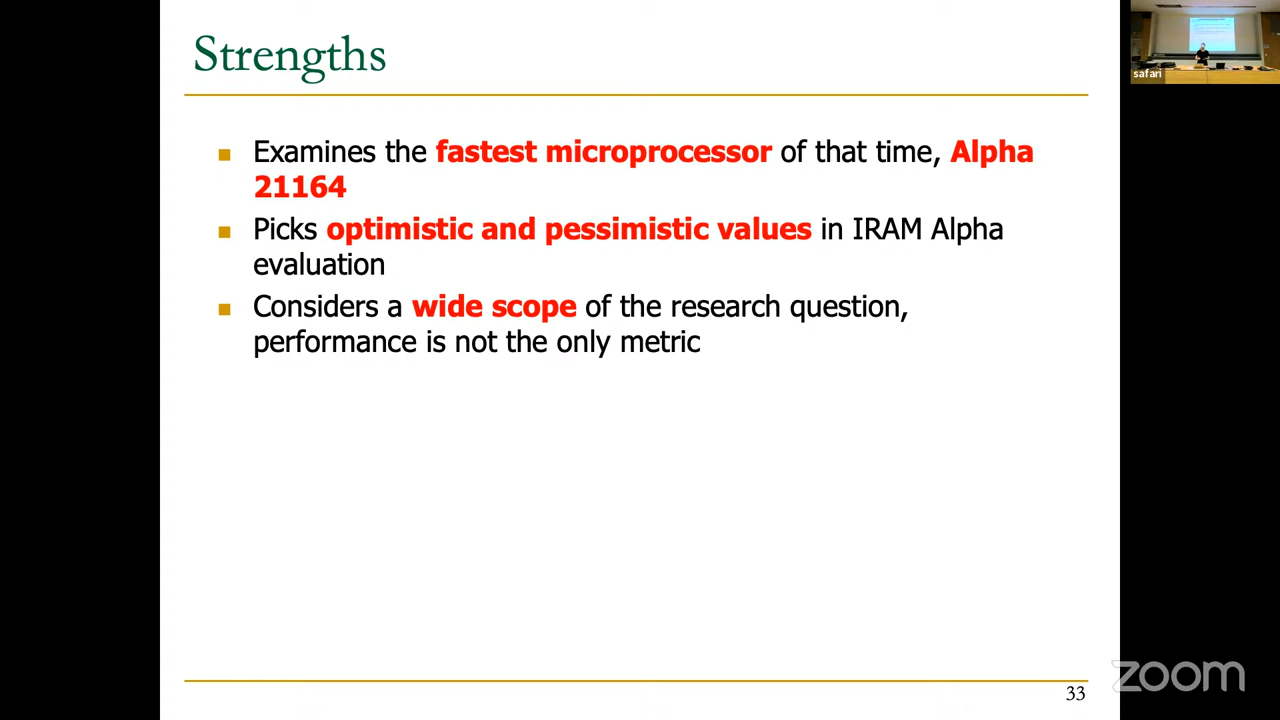 Strengths
safari
Examines the fastest microprocessor of that time, Alpha
21164
Picks optimistic and pessimistic values in IRAM Alpha
evaluation
Considers a wide scope of the research question,
performance is not the only metric
33
zoom